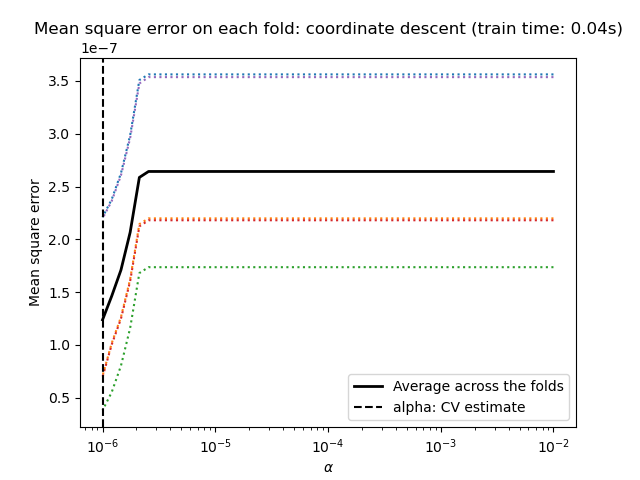 Mean square error on each fold: coordinate descent (train time: 0.04s)
1e−7
3.5
3.0
2.5
2.0
1.5
1.0
0.5
Mean square error
Average across the folds
alpha: CV estimate
10⁻⁶ 10⁻⁵ 10⁻⁴ 10⁻³ 10⁻²
α